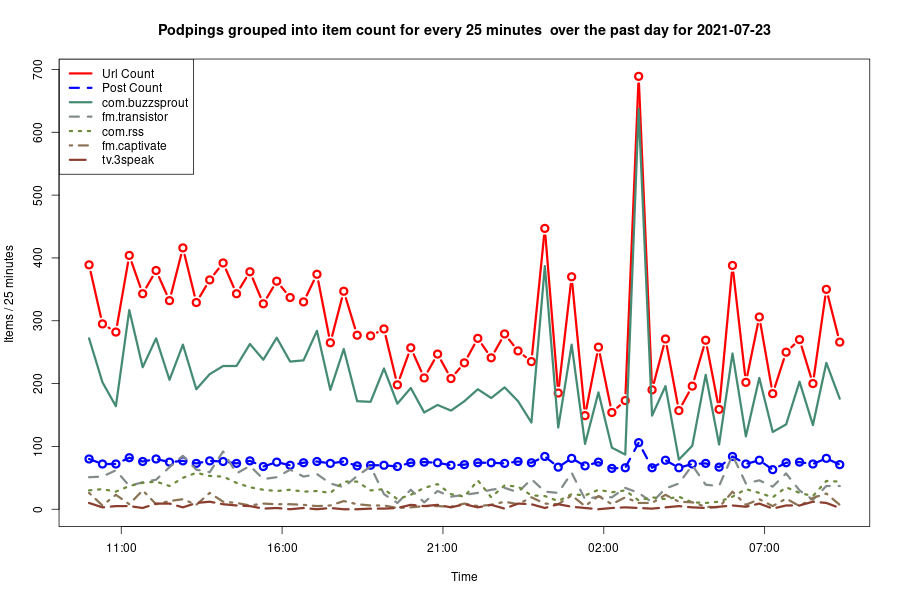 Podpings grouped into item count for every 25 minutes  over the past day for 2021-07-23
Url Count
Post Count
com.buzzsprout
fm.transistor
com.rss
fm.captivate
tv.3speak
700
600
500
400
300
200
100
0
Items / 25 minutes
11:00 16:00 21:00 02:00 07:00
Time